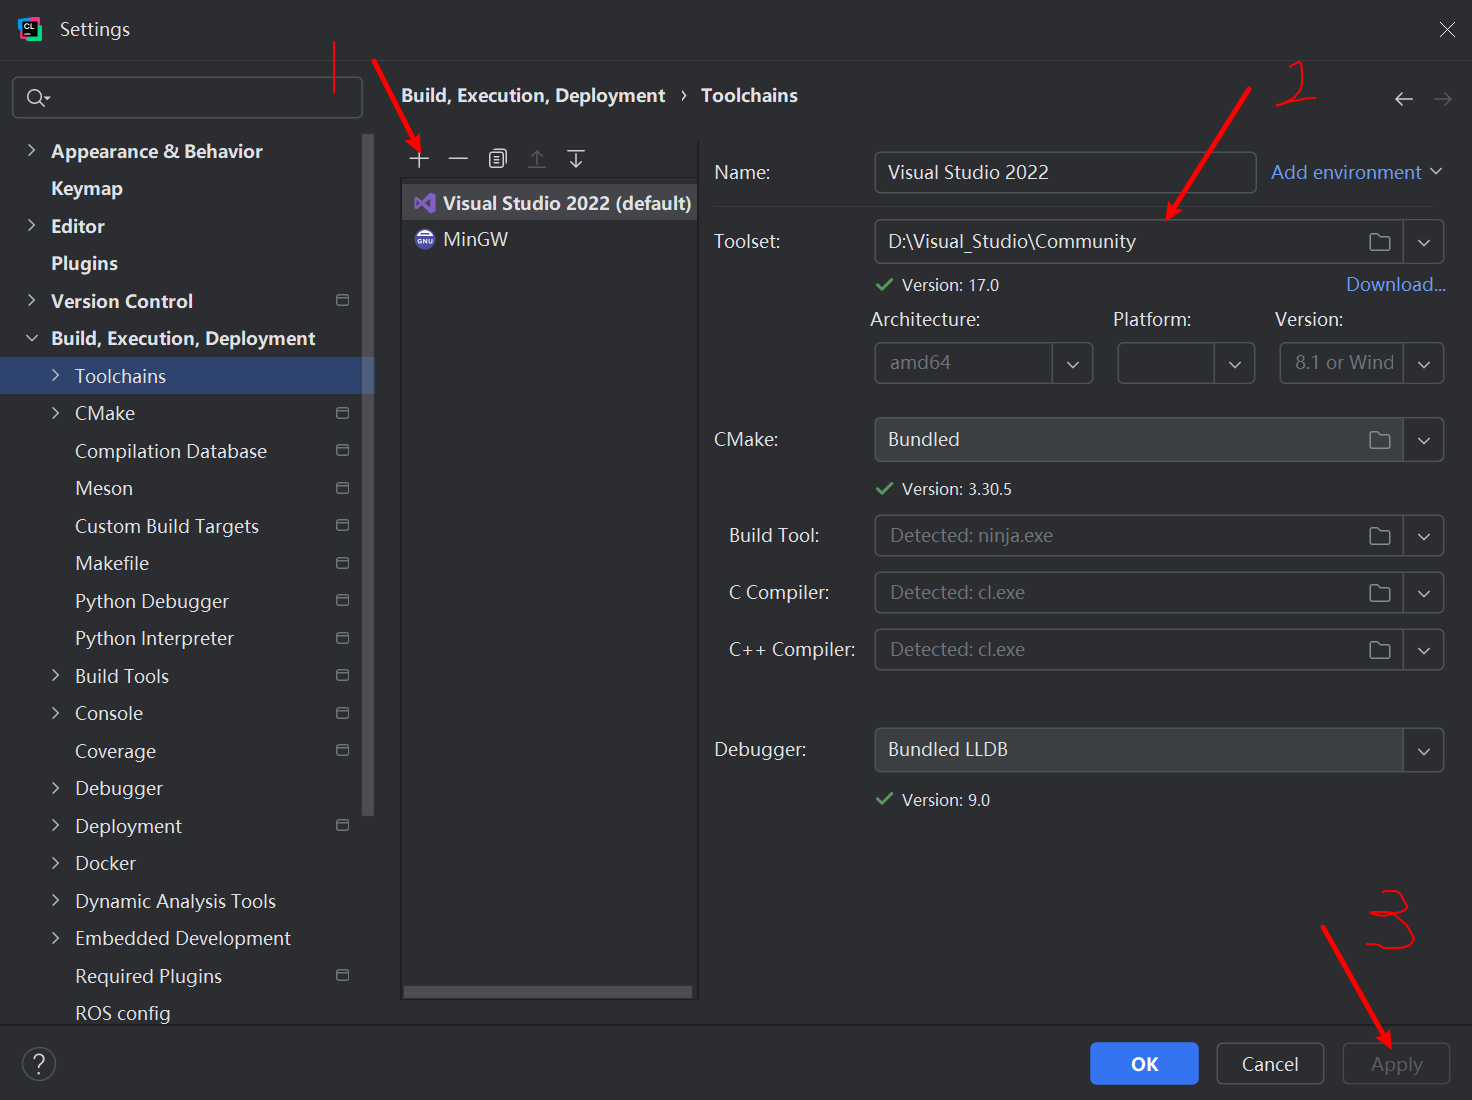 CL
Settings
1
2
Build, Execution, Deployment › Toolchains
Appearance & Behavior
Keymap
Editor
Plugins
Version Control
Build, Execution, Deployment
Toolchains
CMake
Compilation Database
Meson
Custom Build Targets
Makefile
Python Debugger
Python Interpreter
Build Tools
Console
Coverage
Debugger
Deployment
Docker
Dynamic Analysis Tools
Embedded Development
Required Plugins
ROS config
Visual Studio 2022 (default)
GNU MinGW
Name: Visual Studio 2022 Add environment
Toolset: D:\Visual_Studio\Community
Version: 17.0 Download...
Architecture: Platform: Version:
amd64 8.1 or Wind
CMake: Bundled
Version: 3.30.5
Build Tool: Detected: ninja.exe
C Compiler: Detected: cl.exe
C++ Compiler: Detected: cl.exe
Debugger: Bundled LLDB
Version: 9.0
3
? OK Cancel Apply